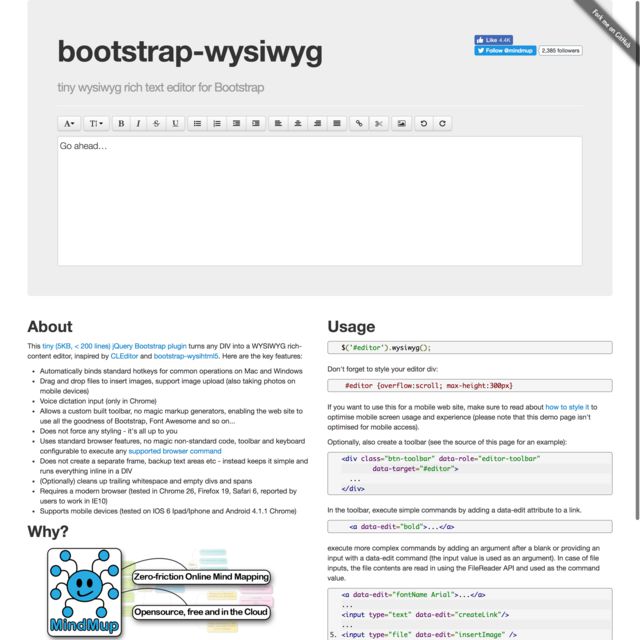 Fork me on GitHub
bootstrap-wysiwyg
Like 4.4K
Follow @mindmup 2,385 followers
tiny wysiwyg rich text editor for Bootstrap
Go ahead…
About
This tiny (5KB, < 200 lines) jQuery Bootstrap plugin turns any DIV into a WYSIWYG rich-
content editor, inspired by CLEditor and bootstrap-wysihtml5. Here are the key features:
Automatically binds standard hotkeys for common operations on Mac and Windows
Drag and drop files to insert images, support image upload (also taking photos on
mobile devices)
Voice dictation input (only in Chrome)
Allows a custom built toolbar, no magic markup generators, enabling the web site to
use all the goodness of Bootstrap, Font Awesome and so on...
Does not force any styling - it's all up to you
Uses standard browser features, no magic non-standard code, toolbar and keyboard
configurable to execute any supported browser command
Does not create a separate frame, backup text areas etc - instead keeps it simple and
runs everything inline in a DIV
(Optionally) cleans up trailing whitespace and empty divs and spans
Requires a modern browser (tested in Chrome 26, Firefox 19, Safari 6, reported by
users to work in IE10)
Supports mobile devices (tested on IOS 6 Ipad/Iphone and Android 4.1.1 Chrome)
Why?
Zero-friction Online Mind Mapping
Opensource, free and in the Cloud
MindMup
Usage
$('#editor').wysiwyg();
Don't forget to style your editor div:
#editor {overflow:scroll; max-height:300px}
If you want to use this for a mobile web site, make sure to read about how to style it to
optimise mobile screen usage and experience (please note that this demo page isn't
optimised for mobile access).
Optionally, also create a toolbar (see the source of this page for an example):
<div class="btn-toolbar" data-role="editor-toolbar"
data-target="#editor">
...
</div>
In the toolbar, execute simple commands by adding a data-edit attribute to a link.
<a data-edit="bold">...</a>
execute more complex commands by adding an argument after a blank or providing an
input with a data-edit command (the input value is used as an argument). In case of file
inputs, the file contents are read in using the FileReader API and used as the command
value.
<a data-edit="fontName Arial">...</a>
...
<input type="text" data-edit="createLink"/>
...
5. <input type="file" data-edit="insertImage" />